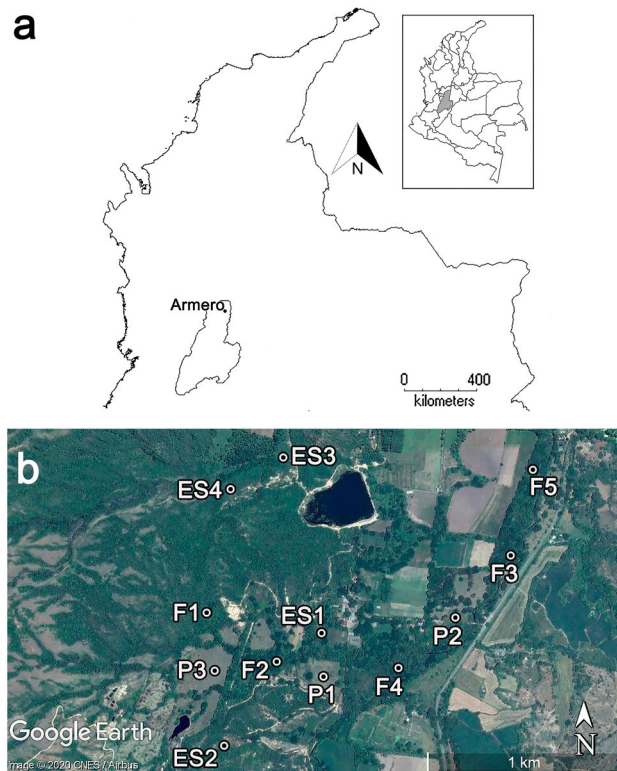 a
N
Armero
0 400
kilometers
b
ES3
ES4
F5
F3
F1
ES1
P2
P3
F2
P1
F4
ES2
Google Earth
image © 2020 CNES / Airbus
1 km
N